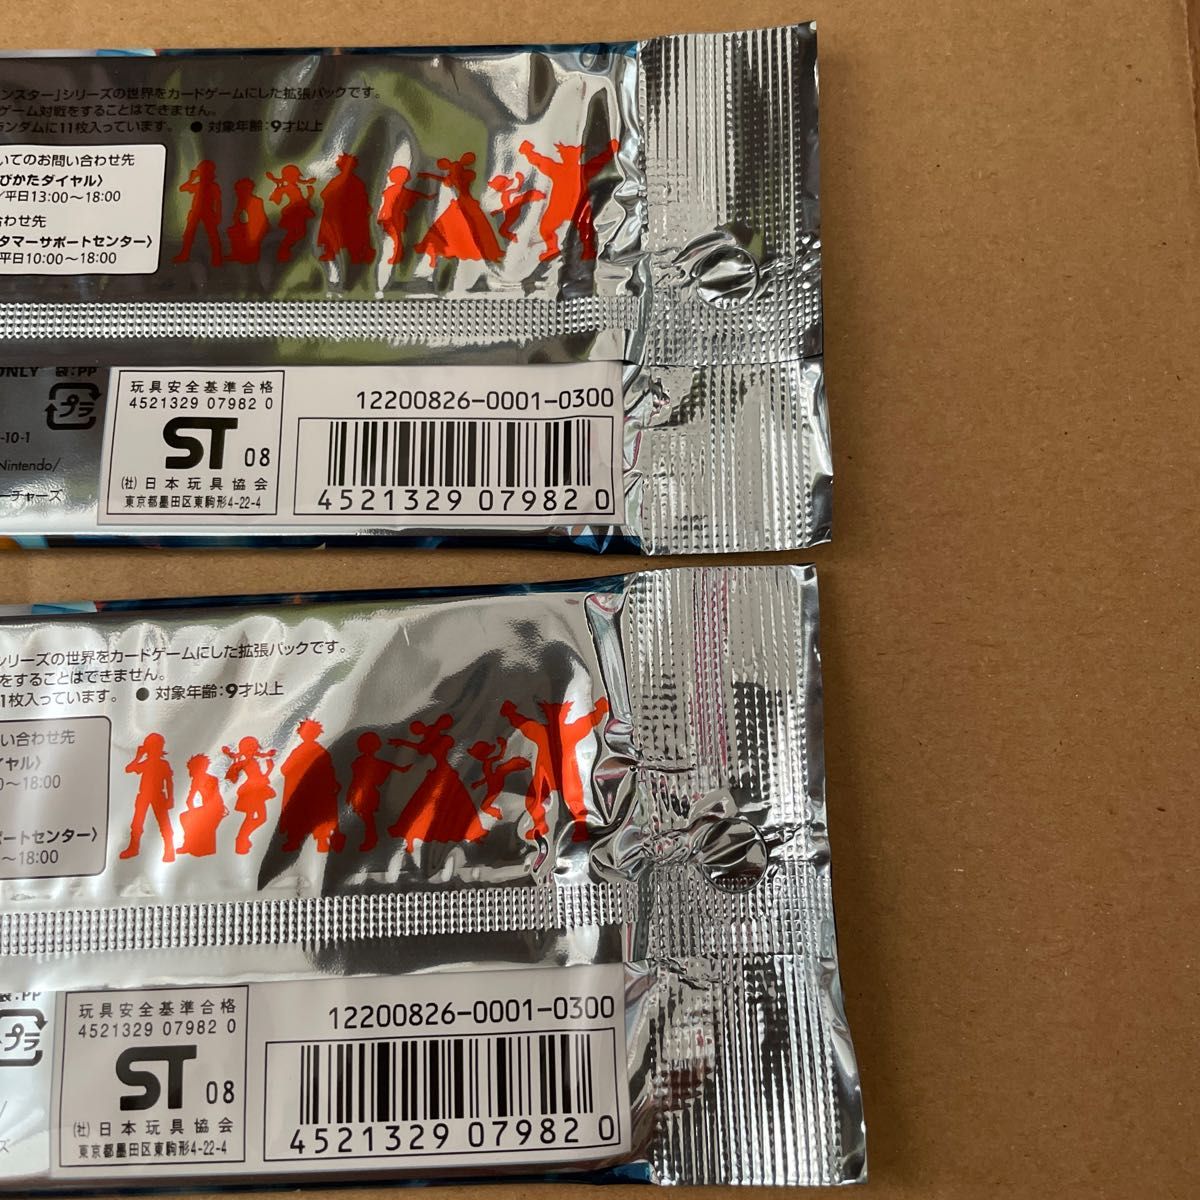 ンスター」シリーズの世界をカードゲームにした拡張パックです。
ゲーム対戦をすることはできません。
ランダムに11枚入っています。 ● 対象年齢:9才以上
いてのお問い合わせ先
びかたダイヤル〉
/平日13:00〜18:00
合わせ先
タマーサポートセンター〉
平日10:00〜18:00
ONLY 袋:PP
プラ
-10-1
Nintendo/
ーチャーズ
玩具安全基準合格
4521329 07982 0
ST 08
(社)日本玩具協会
東京都墨田区東駒形4-22-4
12200826-0001-0300
4521329 07982 0
シリーズの世界をカードゲームにした拡張パックです。
をすることはできません。
1枚入っています。 ● 対象年齢:9才以上
い合わせ先
イヤル〉
0〜18:00
ポートセンター〉
〜18:00
袋:PP
プラ
/
ズ
玩具安全基準合格
4521329 07982 0
ST 08
(社)日本玩具協会
東京都墨田区東駒形4-22-4
12200826-0001-0300
4521329 07982 0